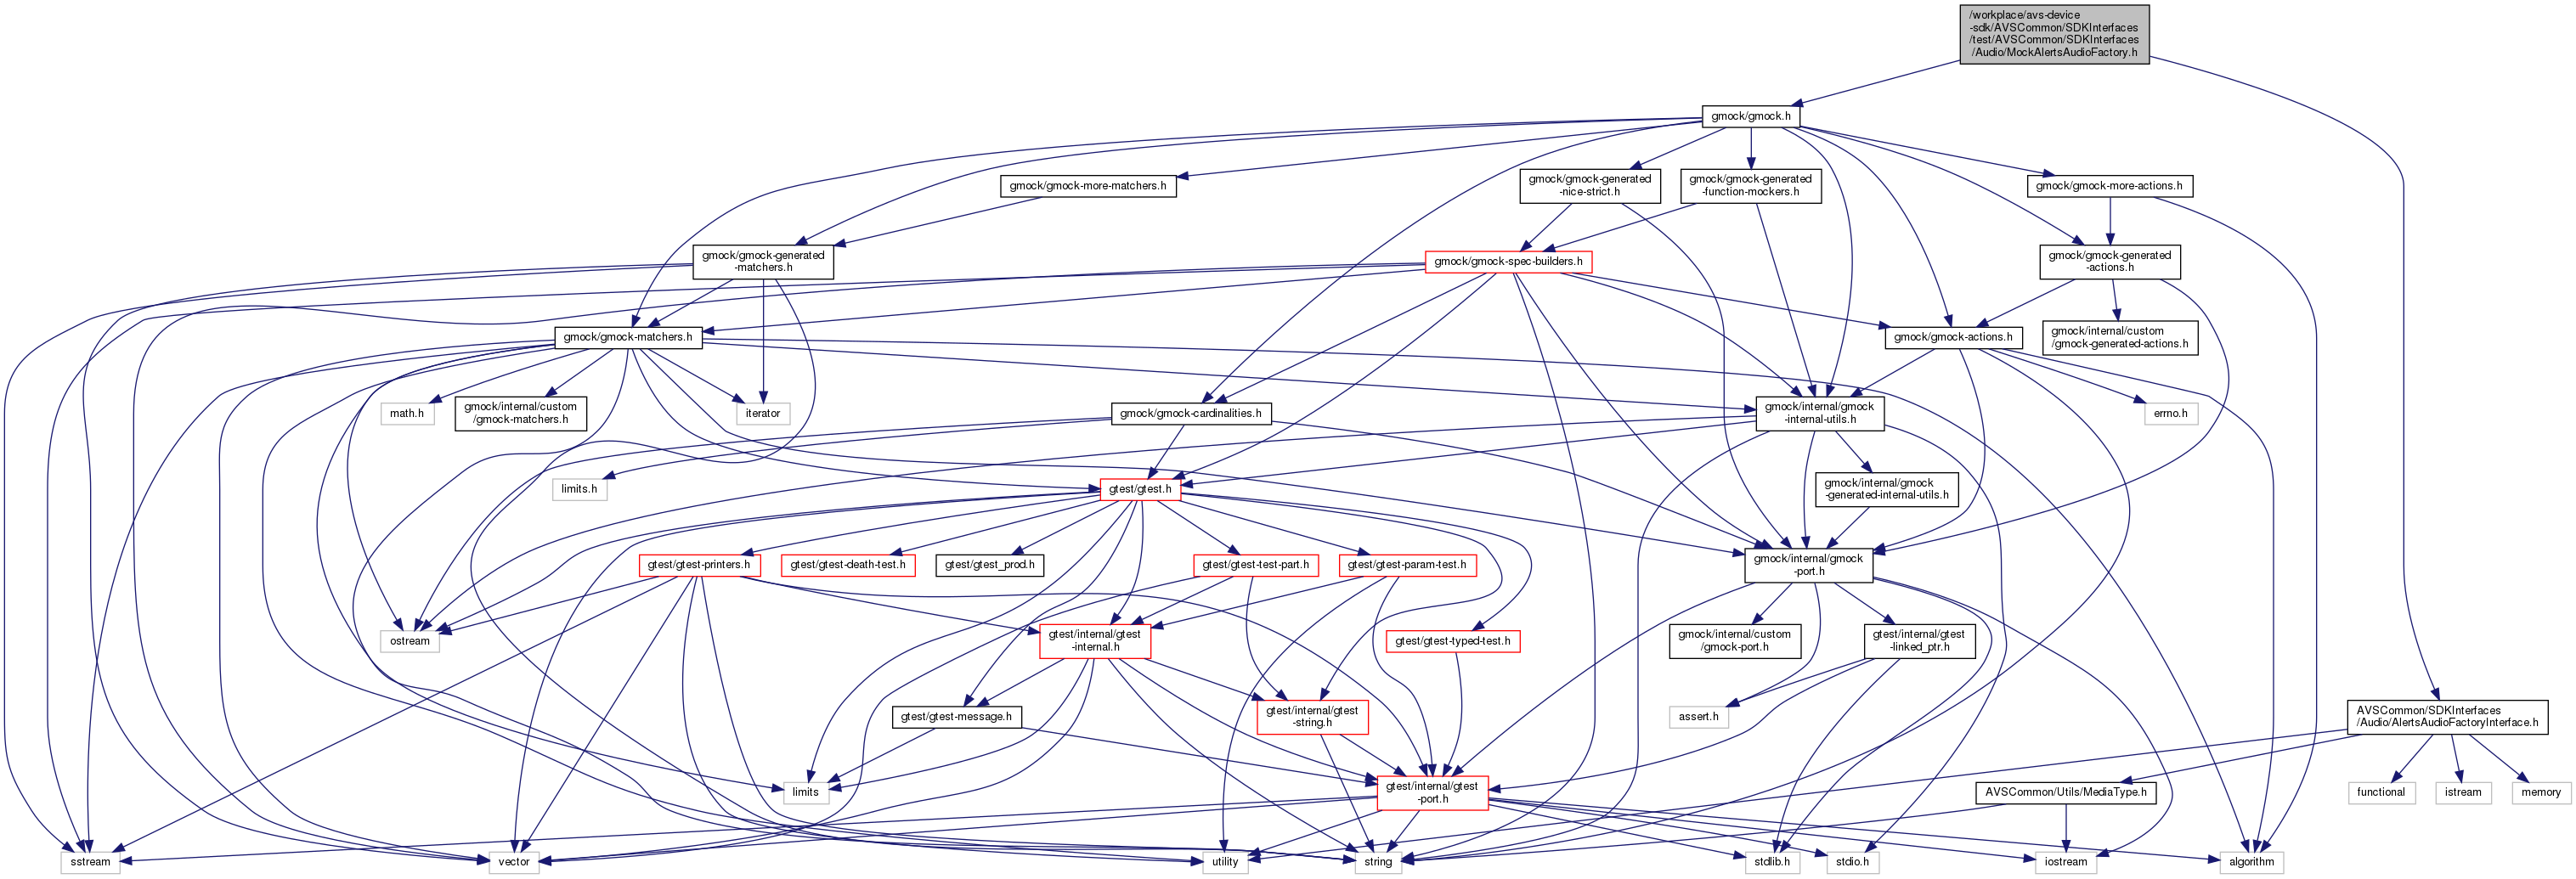 /workplace/avs-device
-sdk/AVSCommon/SDKInterfaces
/test/AVSCommon/SDKInterfaces
/Audio/MockAlertsAudioFactory.h
gmock/gmock.h
gmock/gmock-more-matchers.h
gmock/gmock-generated
-nice-strict.h
gmock/gmock-generated
-function-mockers.h
gmock/gmock-more-actions.h
gmock/gmock-generated
-matchers.h
gmock/gmock-spec-builders.h
gmock/gmock-generated
-actions.h
gmock/gmock-matchers.h
gmock/gmock-actions.h
gmock/internal/custom
/gmock-generated-actions.h
math.h
gmock/internal/custom
/gmock-matchers.h
iterator
gmock/gmock-cardinalities.h
gmock/internal/gmock
-internal-utils.h
errno.h
limits.h
gtest/gtest.h
gmock/internal/gmock
-generated-internal-utils.h
gtest/gtest-printers.h
gtest/gtest-death-test.h
gtest/gtest_prod.h
gtest/gtest-test-part.h
gtest/gtest-param-test.h
gmock/internal/gmock
-port.h
ostream
gtest/internal/gtest
-internal.h
gtest/gtest-typed-test.h
gmock/internal/custom
/gmock-port.h
gtest/internal/gtest
-linked_ptr.h
gtest/gtest-message.h
gtest/internal/gtest
-string.h
assert.h
AVSCommon/SDKInterfaces
/Audio/AlertsAudioFactoryInterface.h
limits
gtest/internal/gtest
-port.h
AVSCommon/Utils/MediaType.h
functional
istream
memory
sstream
vector
utility
string
stdlib.h
stdio.h
iostream
algorithm